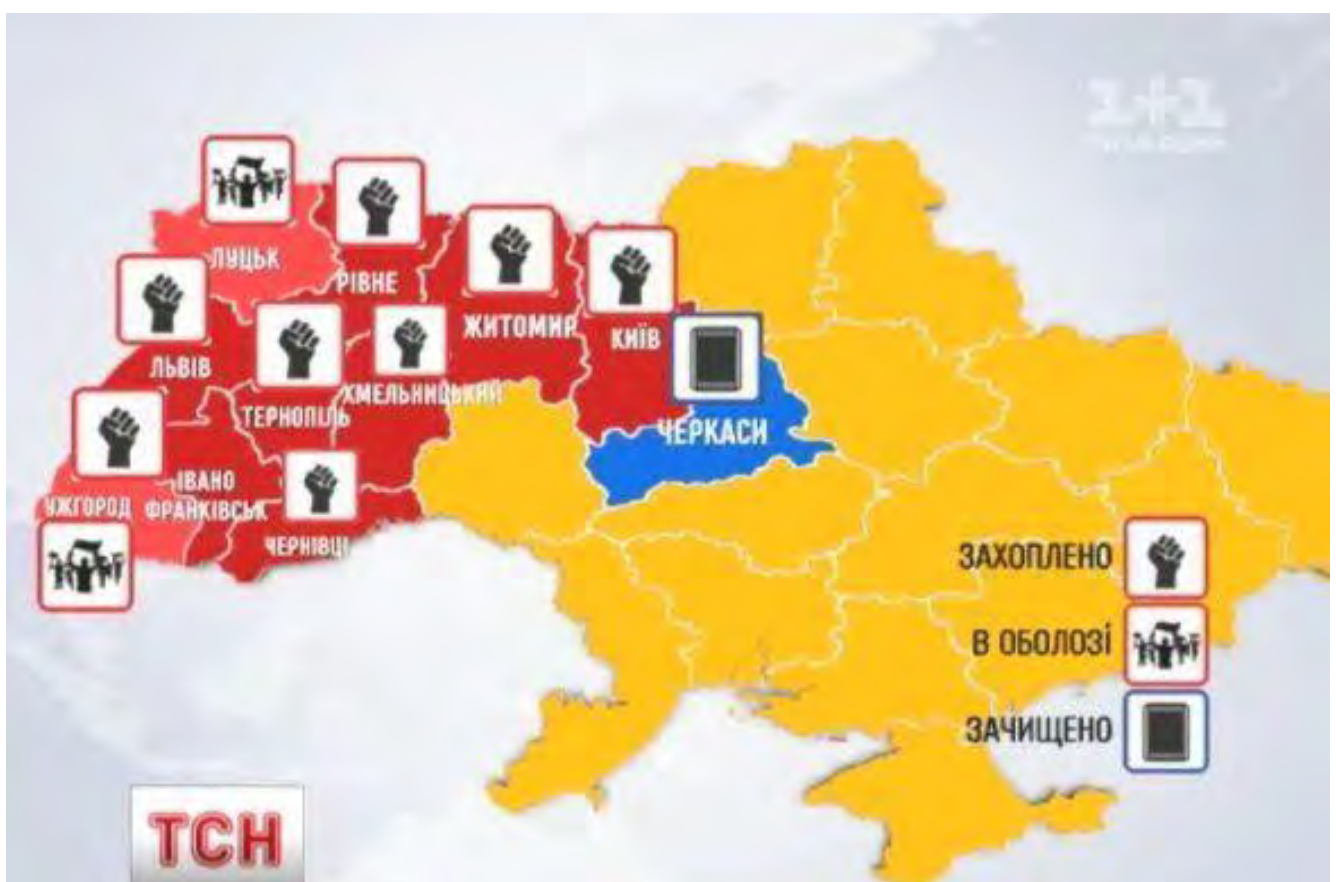 1+1
ЛУЦЬК
РІВНЕ
ЖИТОМИР
КИЇВ
ЛЬВІВ
ТЕРНОПІЛЬ
ХМЕЛЬНИЦЬКИЙ
ЧЕРКАСИ
УЖГОРОД
ІВАНО
ФРАНКІВСЬК
ЧЕРНІВЦІ
ЗАХОПЛЕНО
В ОБОЛОЗІ
ЗАЧИЩЕНО
ТСН